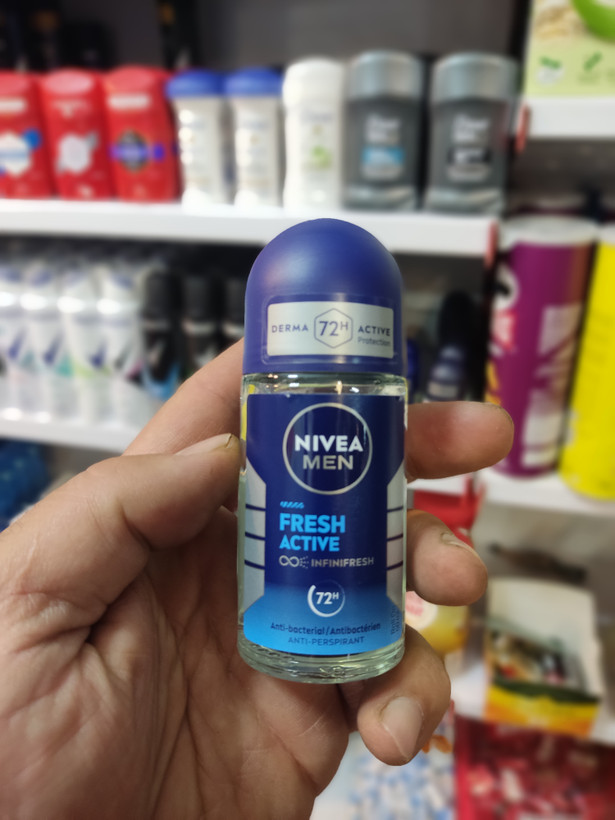 DERMA 72H ACTIVE
Protection
NIVEA
MEN
FRESH
ACTIVE
INFINIFRESH
72H
Anti-bacterial/Antibactérien
ANTI-PERSPIRANT